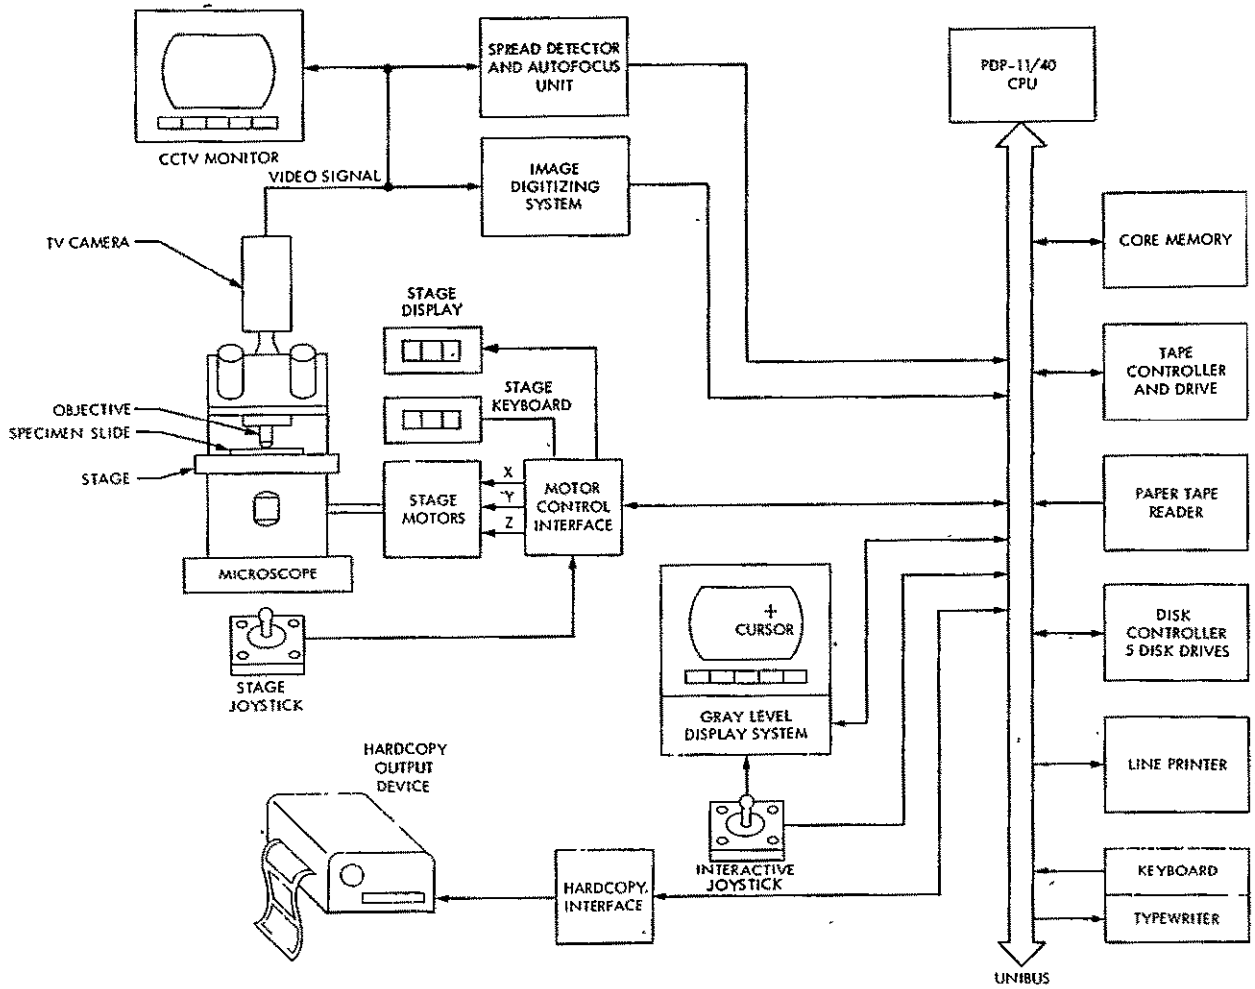 SPREAD DETECTOR
AND AUTOFOCUS
UNIT
PDP-11/40
CPU
CCTV MONITOR
VIDEO SIGNAL
IMAGE
DIGITIZING
SYSTEM
TV CAMERA
CORE MEMORY
STAGE
DISPLAY
TAPE
CONTROLLER
AND DRIVE
STAGE
KEYBOARD
OBJECTIVE
SPECIMEN SLIDE
STAGE
STAGE
MOTORS
X
Y
Z
MOTOR
CONTROL
INTERFACE
PAPER TAPE
READER
MICROSCOPE
CURSOR
DISK
CONTROLLER
5 DISK DRIVES
STAGE
JOYSTICK
GRAY LEVEL
DISPLAY SYSTEM
HARDCOPY
OUTPUT
DEVICE
LINE PRINTER
INTERACTIVE
JOYSTICK
HARDCOPY.
INTERFACE
KEYBOARD
TYPEWRITER
UNIBUS